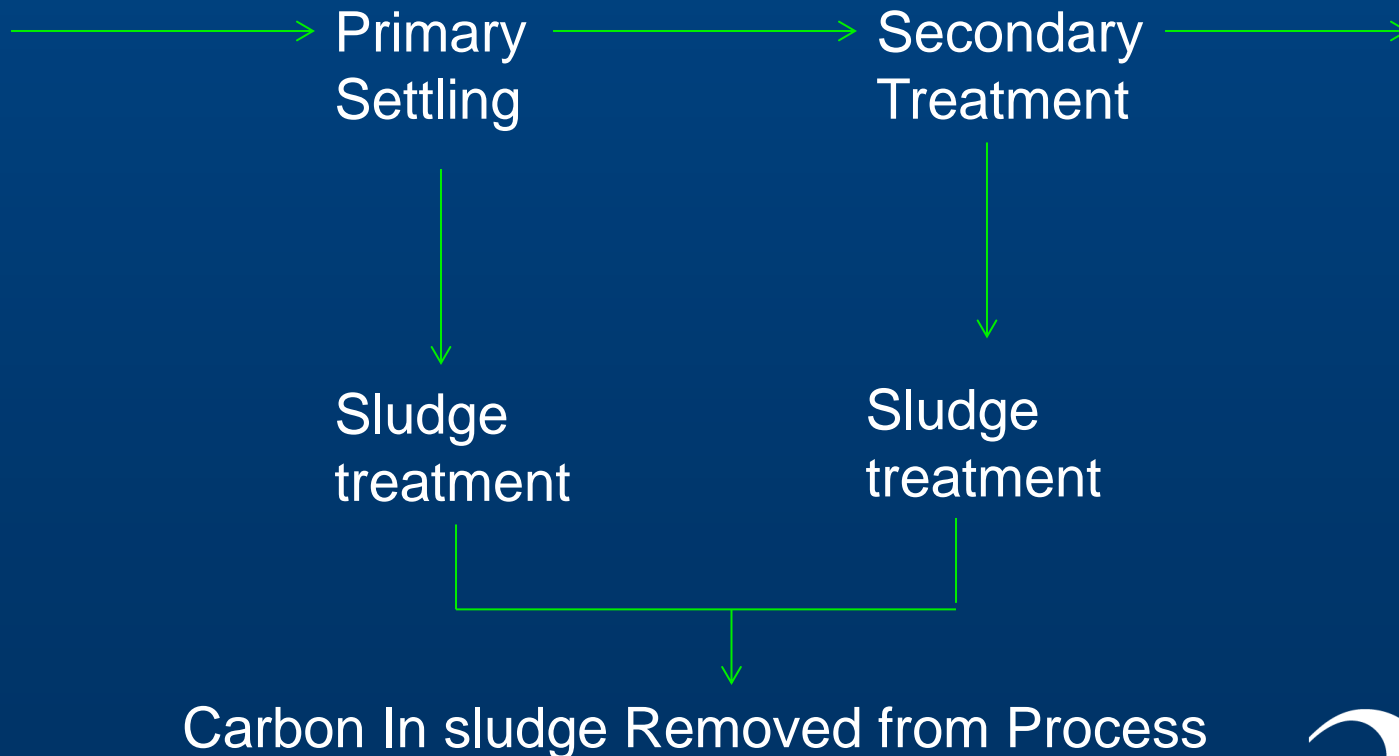 Primary
Settling
Secondary
Treatment
Sludge
treatment
Sludge
treatment
Carbon In sludge Removed from Process